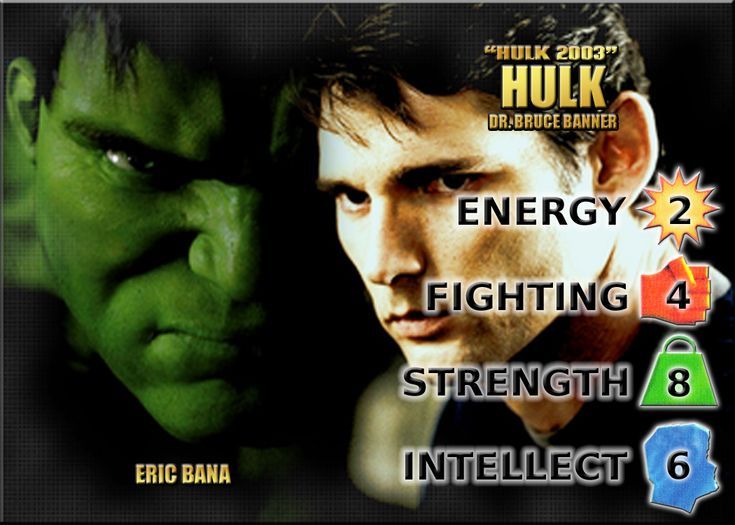 "HULK 2003"
HULK
DR. BRUCE BANNER
ENERGY 2
FIGHTING 4
STRENGTH 8
INTELLECT 6
ERIC BANA